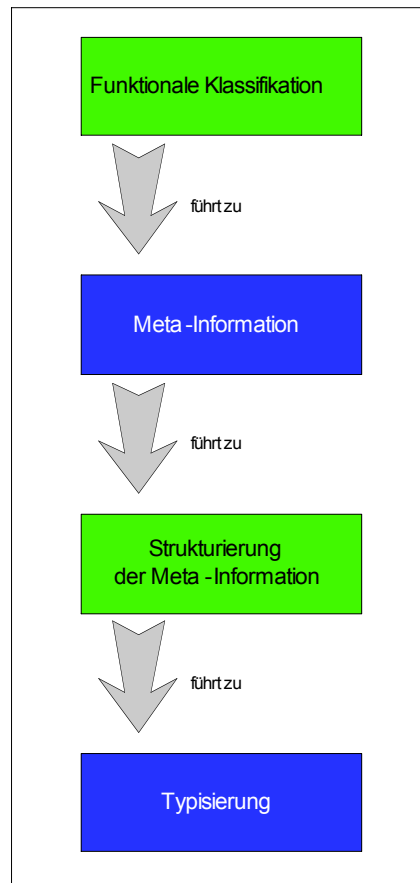 Funktionale Klassifikation
führt zu
Meta-Information
führt zu
Strukturierung
der Meta-Information
führt zu
Typisierung